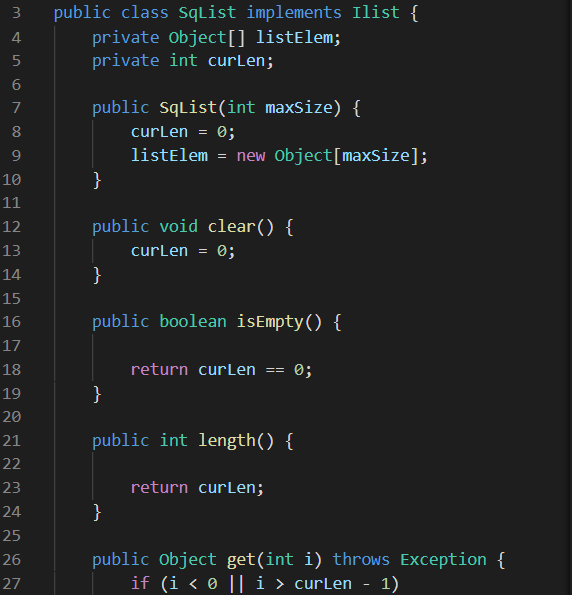 3 public class SqList implements Ilist {
4 private Object[] listElem;
5 private int curLen;
6
7 public SqList(int maxSize) {
8 curLen = 0;
9 listElem = new Object[maxSize];
10 }
11
12 public void clear() {
13 curLen = 0;
14 }
15
16 public boolean isEmpty() {
17
18 return curLen == 0;
19 }
20
21 public int length() {
22
23 return curLen;
24 }
25
26 public Object get(int i) throws Exception {
27 if (i < 0 || i > curLen - 1)